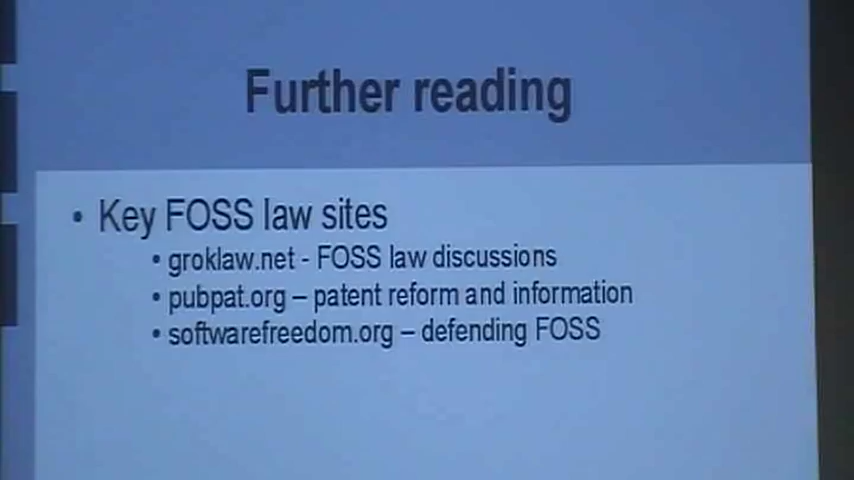 Further reading
• Key FOSS law sites
• groklaw.net - FOSS law discussions
• pubpat.org – patent reform and information
• softwarefreedom.org – defending FOSS